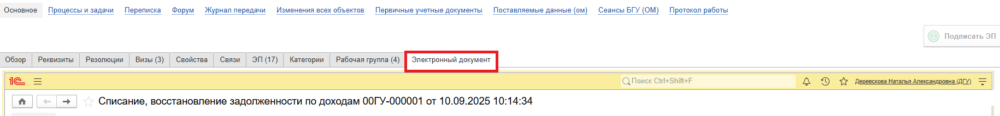 Основное Процессы и задачи Переписка Форум Журнал передачи Изменения всех объектов Первичные учетные документы Поставляемые данные (ом) Сеансы БГУ (ОМ) Протокол работы
Подписать ЭП
Обзор Реквизиты Резолюции Визы (3) Свойства Связи ЭП (17) Категории Рабочая группа (4) Электронный документ
1С Поиск Ctrl+Shift+F Деревскова Наталья Александровна (ДГУ)
Списание, восстановление задолженности по доходам 00ГУ-000001 от 10.09.2025 10:14:34